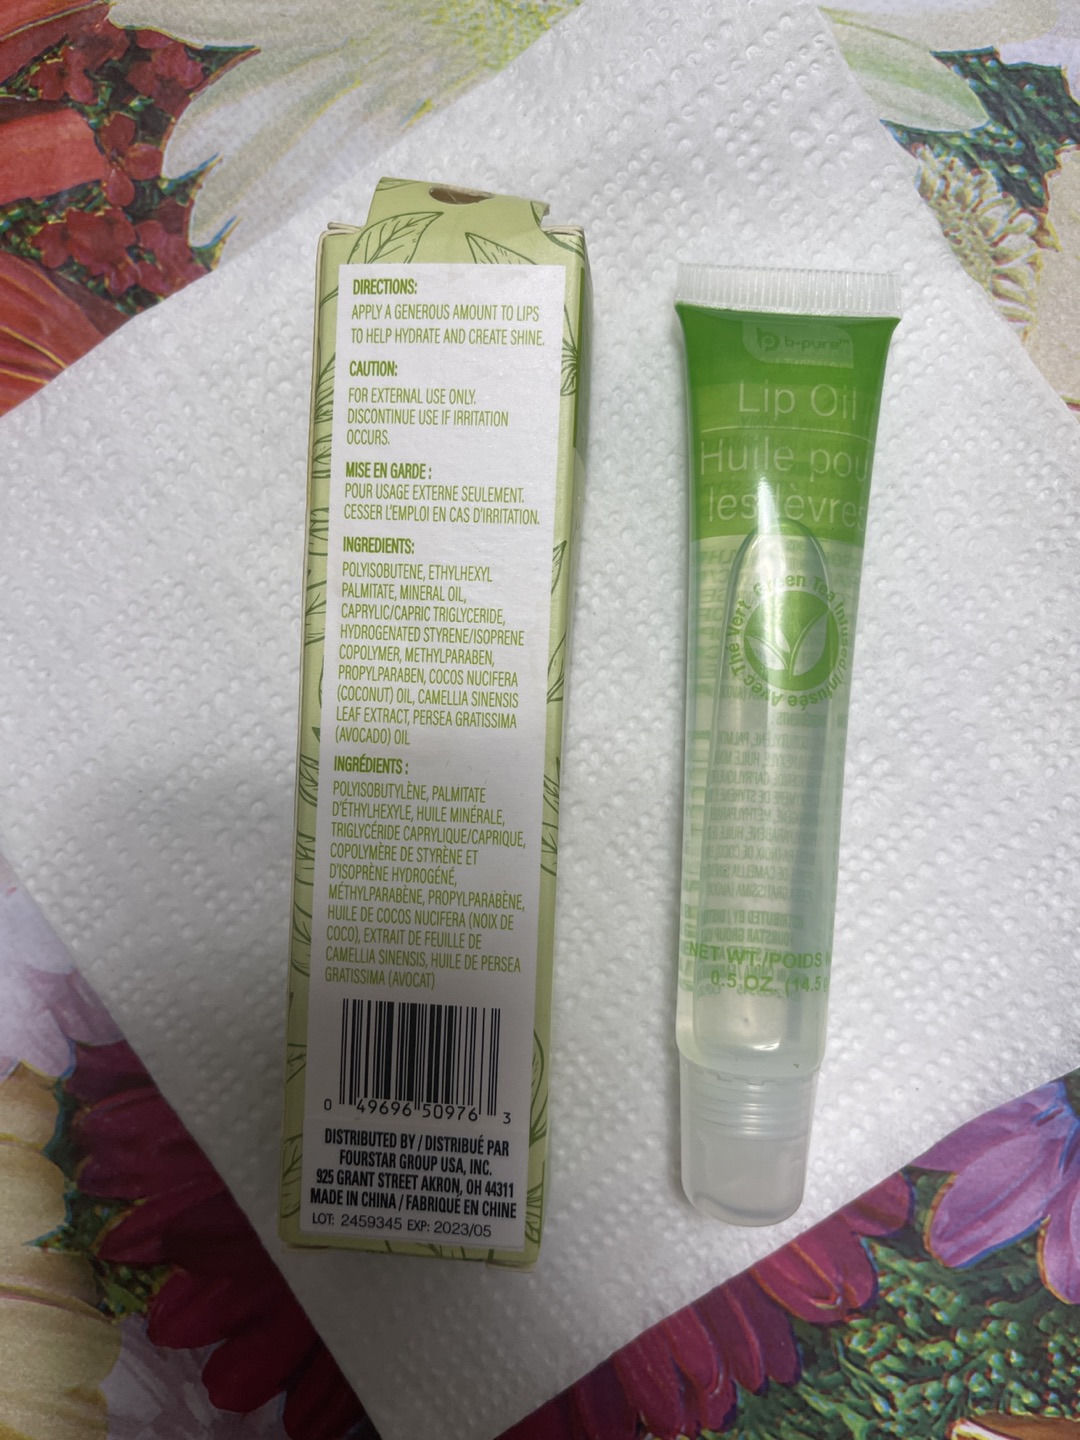 DIRECTIONS:
APPLY A GENEROUS AMOUNT TO LIPS
TO HELP HYDRATE AND CREATE SHINE.
CAUTION:
FOR EXTERNAL USE ONLY.
DISCONTINUE USE IF IRRITATION
OCCURS.
MISE EN GARDE :
POUR USAGE EXTERNE SEULEMENT.
CESSER L'EMPLOI EN CAS D'IRRITATION.
INGREDIENTS:
POLYISOBUTENE, ETHYLHEXYL
PALMITATE, MINERAL OIL,
CAPRYLIC/CAPRIC TRIGLYCERIDE,
HYDROGENATED STYRENE/ISOPRENE
COPOLYMER, METHYLPARABEN,
PROPYLPARABEN, COCOS NUCIFERA
(COCONUT) OIL, CAMELLIA SINENSIS
LEAF EXTRACT, PERSEA GRATISSIMA
(AVOCADO) OIL
INGRÉDIENTS :
POLYISOBUTYLÈNE, PALMITATE
D'ÉTHYLHEXYLE, HUILE MINÉRALE,
TRIGLYCÉRIDE CAPRYLIQUE/CAPRIQUE,
COPOLYMÈRE DE STYRÈNE ET
D'ISOPRÈNE HYDROGÉNÉ,
MÉTHYLPARABÈNE, PROPYLPARABÈNE,
HUILE DE COCOS NUCIFERA (NOIX DE
COCO), EXTRAIT DE FEUILLE DE
CAMELLIA SINENSIS, HUILE DE PERSEA
GRATISSIMA (AVOCAT)
0 49696 50976 3
DISTRIBUTED BY / DISTRIBUÉ PAR
FOURSTAR GROUP USA, INC.
925 GRANT STREET AKRON, OH 44311
MADE IN CHINA / FABRIQUÉ EN CHINE
LOT: 2459345 EXP: 2023/05
b-pure™
Lip Oil
Huile pou
les lèvres
Green Tea Infused/Infusée Avec Thé Vert
NET WT./POIDS N
0.5 OZ. (14.5 g